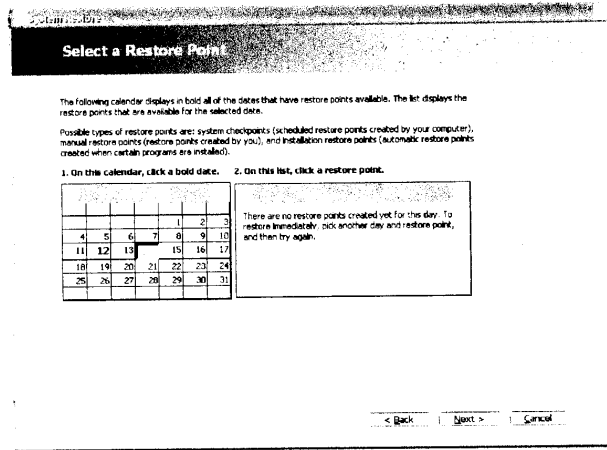 System Restore
Select a Restore Point
The following calendar displays in bold all of the dates that have restore points available. The list displays the
restore points that are available for the selected date.
Possible types of restore points are: system checkpoints (scheduled restore points created by your computer),
manual restore points (restore points created by you), and installation restore points (automatic restore points
created when certain programs are installed).
1. On this calendar, click a bold date. 2. On this list, click a restore point.
1 2 3
4 5 6 7 8 9 10
11 12 13 15 16 17
18 19 20 21 22 23 24
25 26 27 28 29 30 31
There are no restore points created yet for this day. To
restore immediately, pick another day and restore point,
and then try again.
< Back Next > Cancel